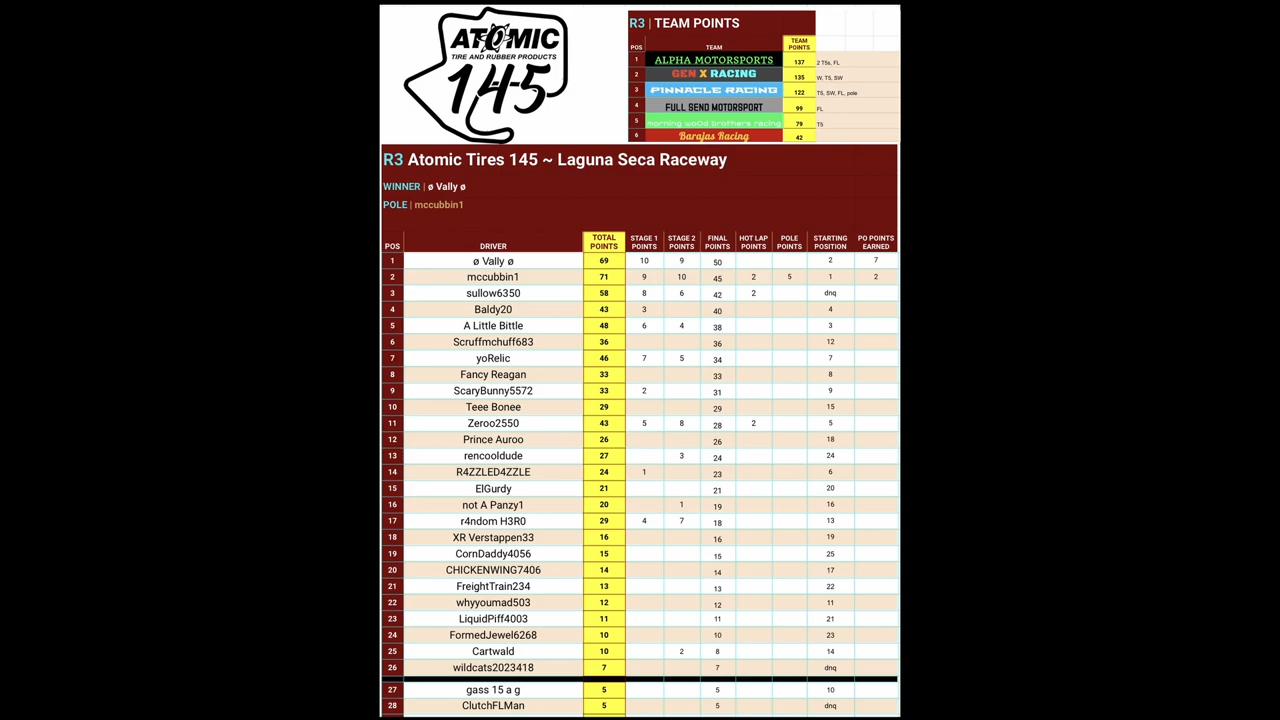 ATOMIC
TIRE AND RUBBER PRODUCTS
145
R3 | TEAM POINTS
POS TEAM TEAM POINTS
1 ALPHA MOTORSPORTS 137 2 T5s, FL
2 GEN X RACING 135 W, T5, SW
3 PINNACLE RACING 122 T5, SW, FL, pole
4 FULL SEND MOTORSPORT 99 FL
5 morning wood brothers racing 79 T5
6 Barajas Racing 42
R3 Atomic Tires 145 ~ Laguna Seca Raceway
WINNER | ø Vally ø
POLE | mccubbin1
POS DRIVER TOTAL POINTS STAGE 1 POINTS STAGE 2 POINTS FINAL POINTS HOT LAP POINTS POLE POINTS STARTING POSITION PO POINTS EARNED
1 ø Vally ø 69 10 9 50 2 7
2 mccubbin1 71 9 10 45 2 5 1 2
3 sullow6350 58 8 6 42 2 dnq
4 Baldy20 43 3 40 4
5 A Little Bittle 48 6 4 38 3
6 Scruffmchuff683 36 36 12
7 yoRelic 46 7 5 34 7
8 Fancy Reagan 33 33 8
9 ScaryBunny5572 33 2 31 9
10 Teee Bonee 29 29 15
11 Zeroo2550 43 5 8 28 2 5
12 Prince Auroo 26 26 18
13 rencooldude 27 3 24 24
14 R4ZZLED4ZZLE 24 1 23 6
15 ElGurdy 21 21 20
16 not A Panzy1 20 1 19 16
17 r4ndom H3R0 29 4 7 18 13
18 XR Verstappen33 16 16 19
19 CornDaddy4056 15 15 25
20 CHICKENWING7406 14 14 17
21 FreightTrain234 13 13 22
22 whyyoumad503 12 12 11
23 LiquidPiff4003 11 11 21
24 FormedJewel6268 10 10 23
25 Cartwald 10 2 8 14
26 wildcats2023418 7 7 dnq
27 gass 15 a g 5 5 10
28 ClutchFLMan 5 5 dnq